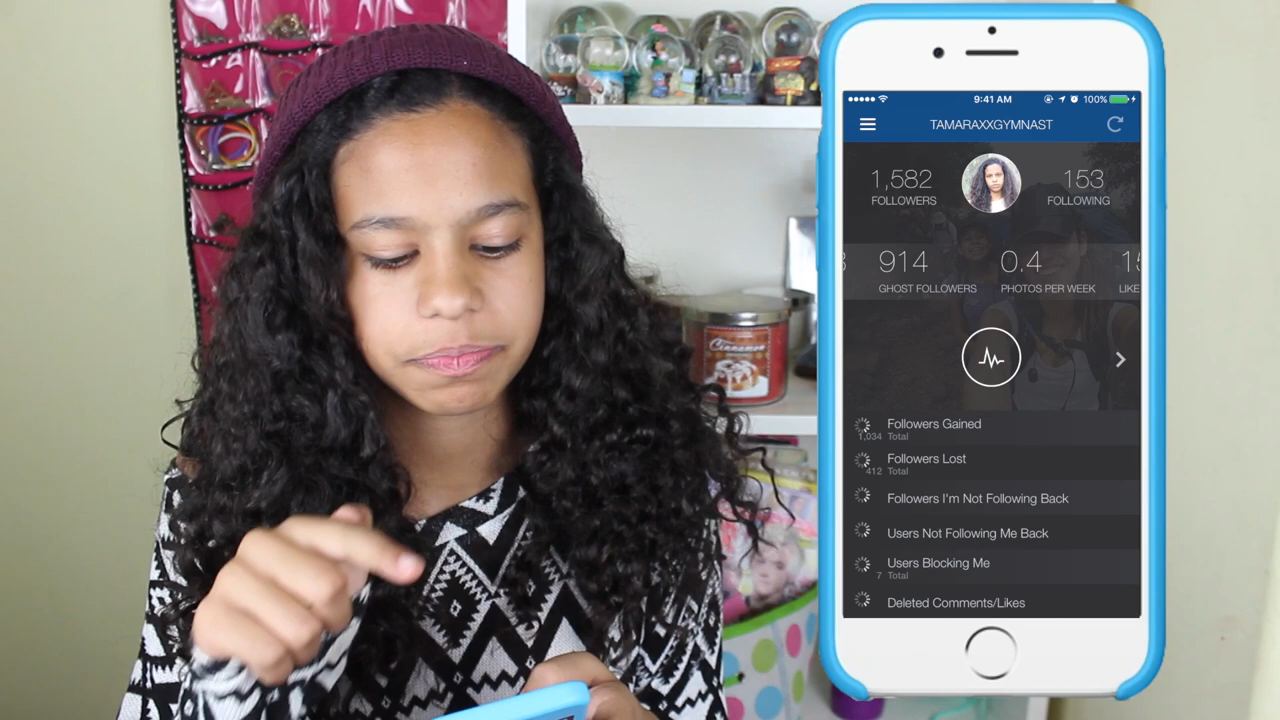 9:41 AM
100%
TAMARAXXGYMNAST
1,582
FOLLOWERS
153
FOLLOWING
914
GHOST FOLLOWERS
0.4
PHOTOS PER WEEK
Followers Gained
1,034 Total
Followers Lost
412 Total
Followers I'm Not Following Back
Users Not Following Me Back
Users Blocking Me
7 Total
Deleted Comments/Likes
Cinnamon